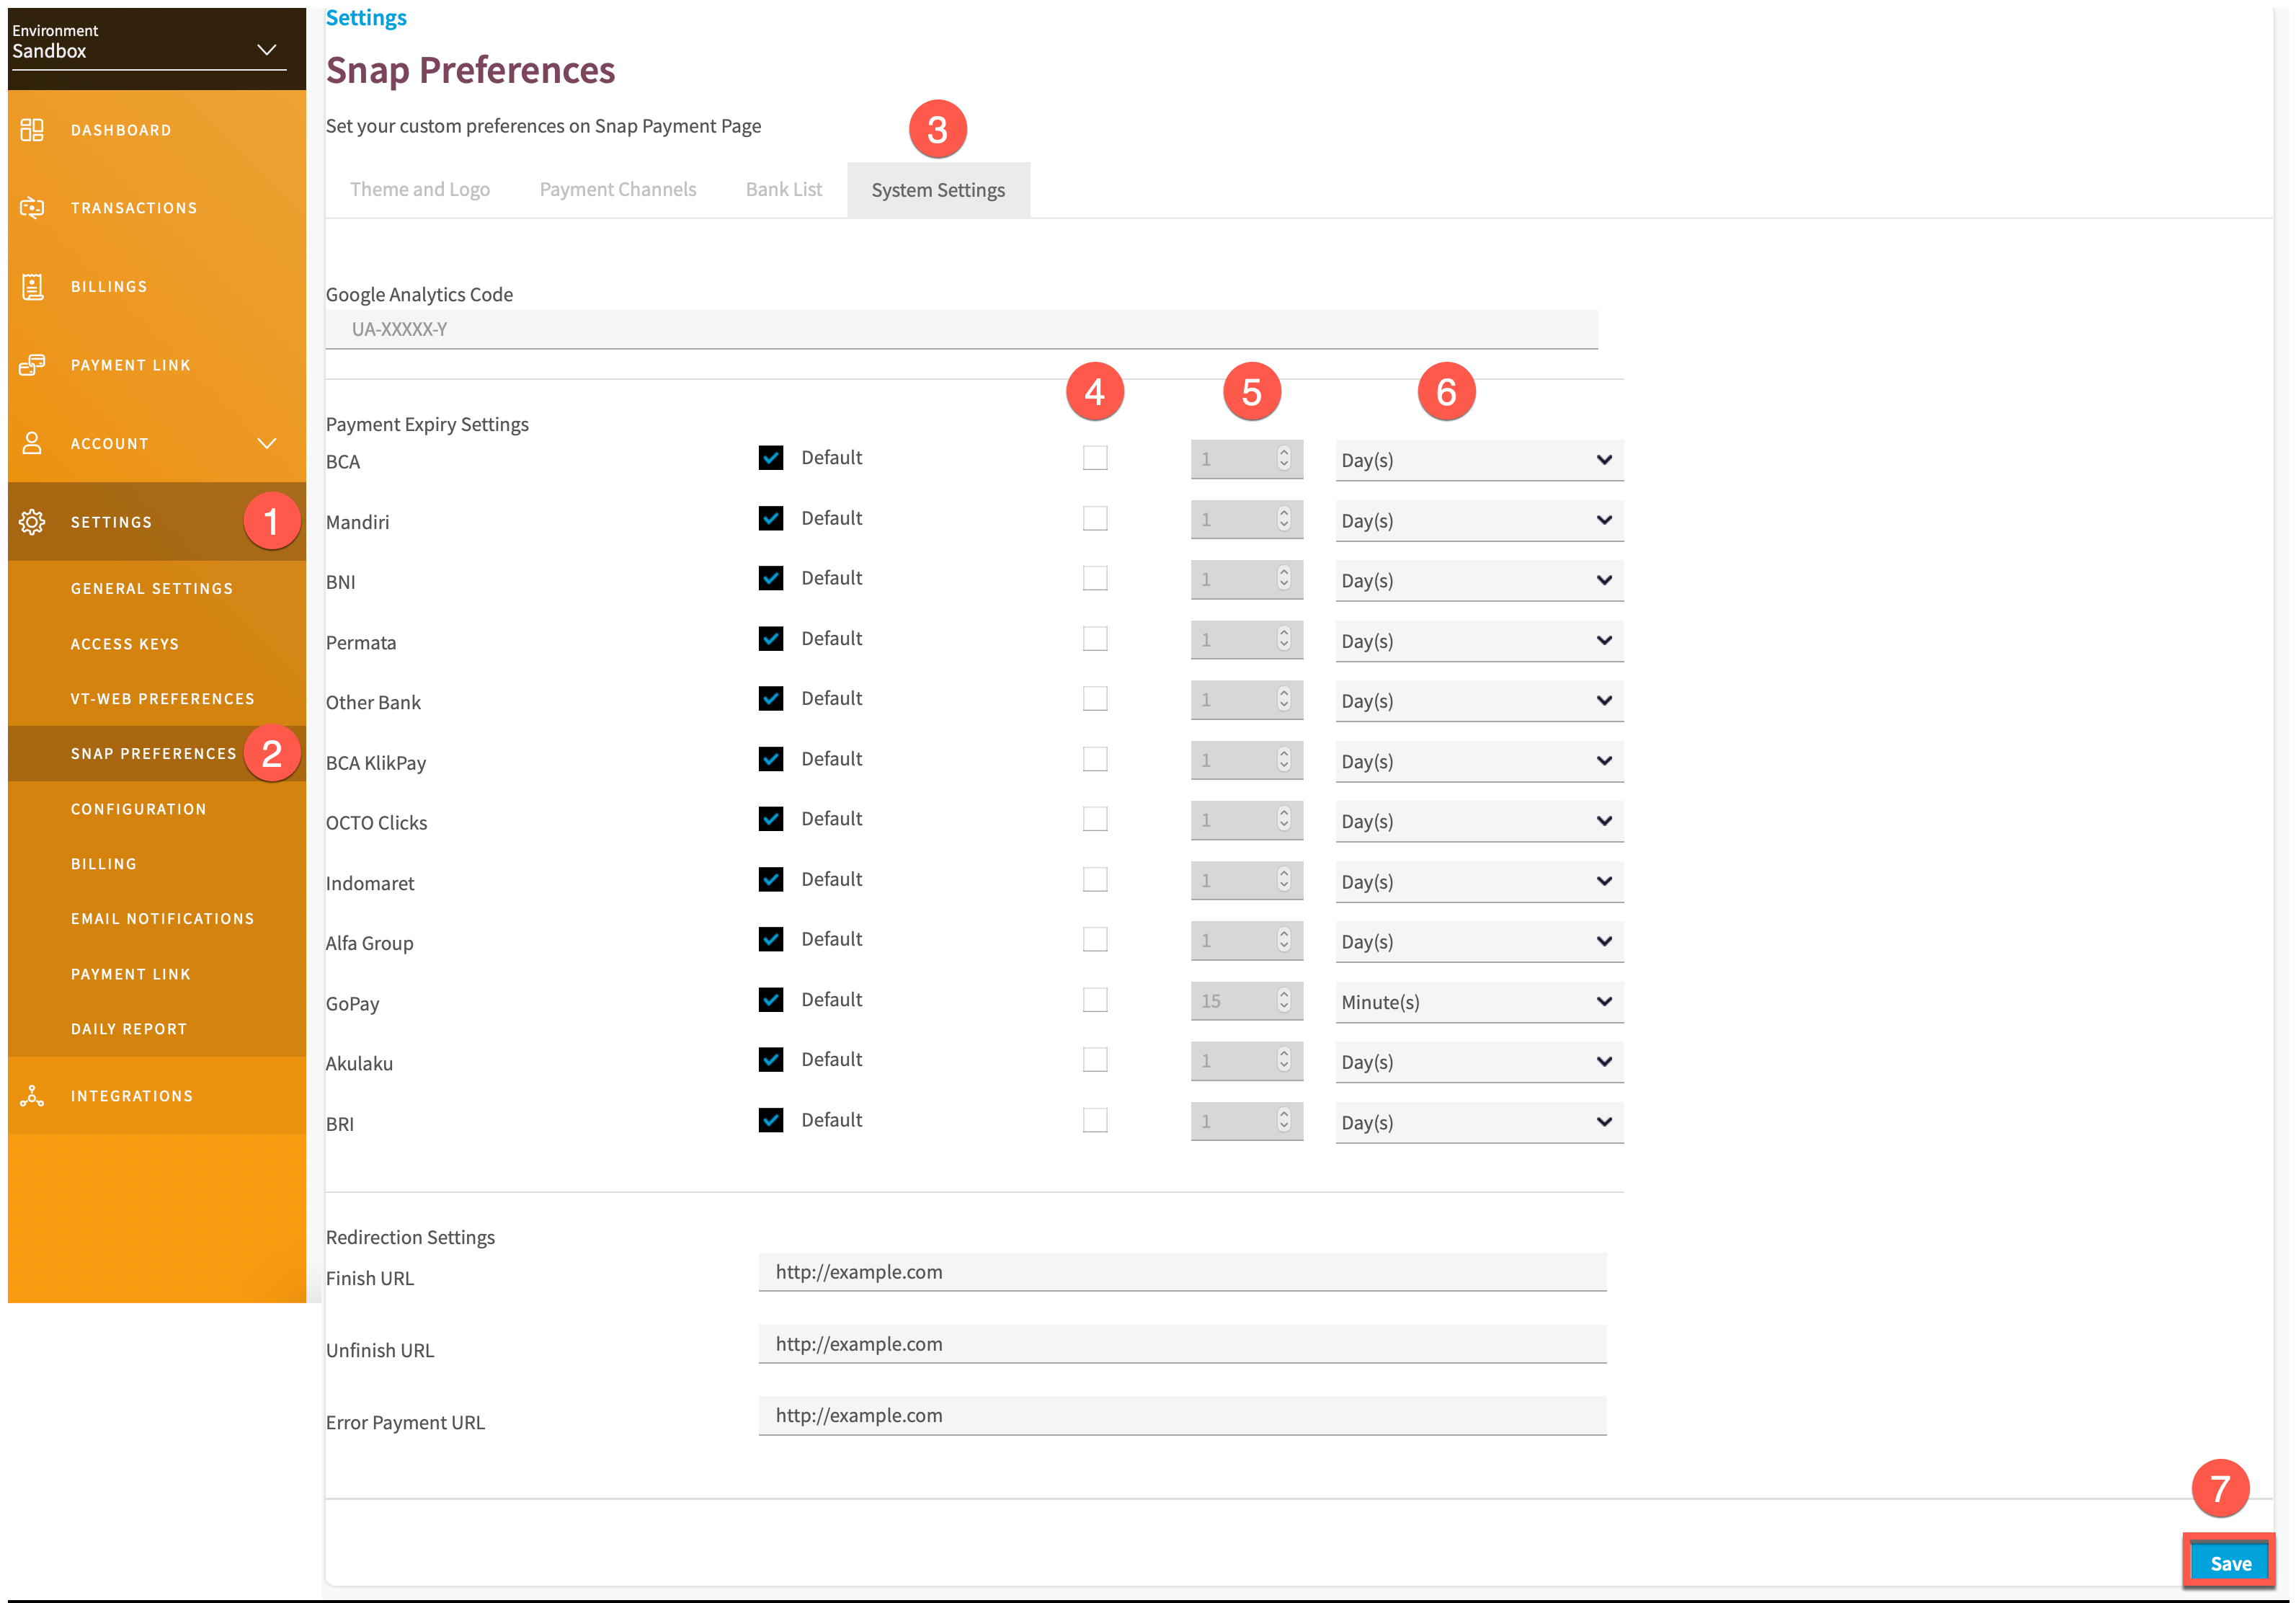 Environment
Sandbox
DASHBOARD
TRANSACTIONS
BILLINGS
PAYMENT LINK
ACCOUNT
SETTINGS
1
GENERAL SETTINGS
ACCESS KEYS
VT-WEB PREFERENCES
SNAP PREFERENCES
2
CONFIGURATION
BILLING
EMAIL NOTIFICATIONS
PAYMENT LINK
DAILY REPORT
INTEGRATIONS
Settings
Snap Preferences
Set your custom preferences on Snap Payment Page
3
Theme and Logo Payment Channels Bank List System Settings
Google Analytics Code
UA-XXXXX-Y
4 5 6
Payment Expiry Settings
BCA Default 1 Day(s)
Mandiri Default 1 Day(s)
BNI Default 1 Day(s)
Permata Default 1 Day(s)
Other Bank Default 1 Day(s)
BCA KlikPay Default 1 Day(s)
OCTO Clicks Default 1 Day(s)
Indomaret Default 1 Day(s)
Alfa Group Default 1 Day(s)
GoPay Default 15 Minute(s)
Akulaku Default 1 Day(s)
BRI Default 1 Day(s)
Redirection Settings
Finish URL http://example.com
Unfinish URL http://example.com
Error Payment URL http://example.com
7
Save